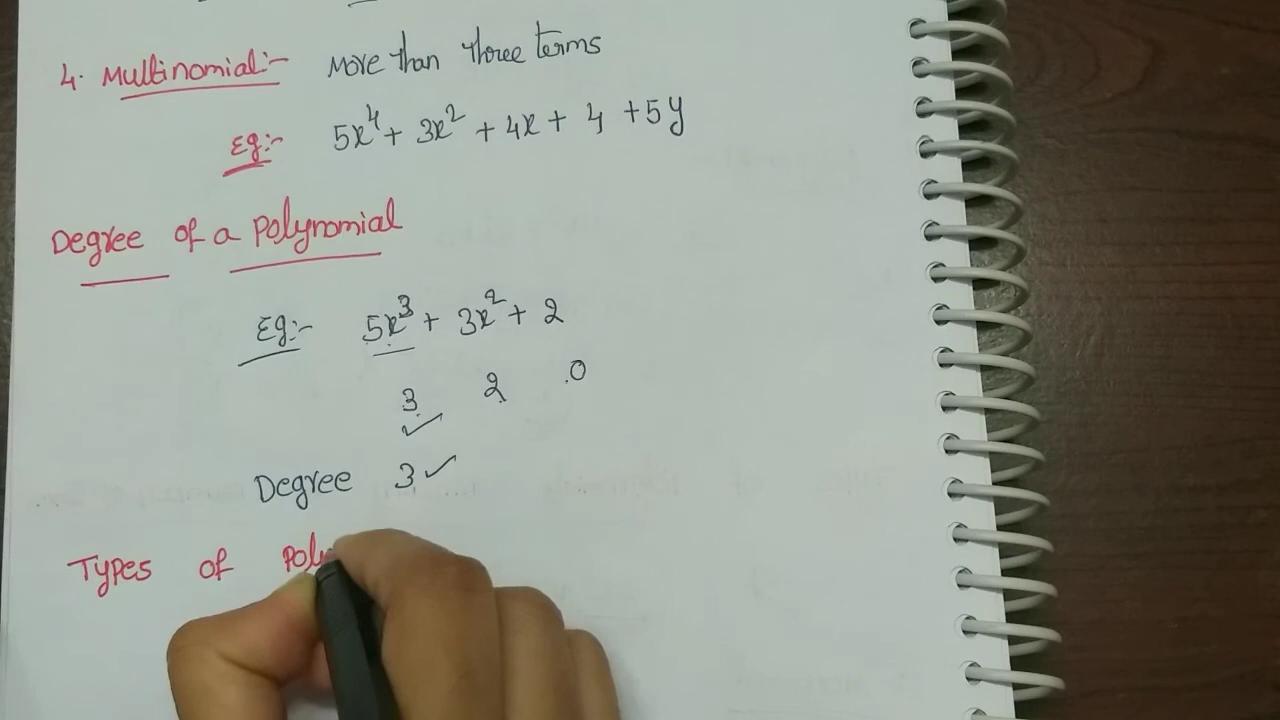 4. Multinomial:- More than three terms
Eg:- 5x⁴ + 3x² + 4x + 4 + 5y
Degree of a Polynomial
Eg:- 5x³ + 3x² + 2
3 2 0
Degree 3 ✓
Types of Poly